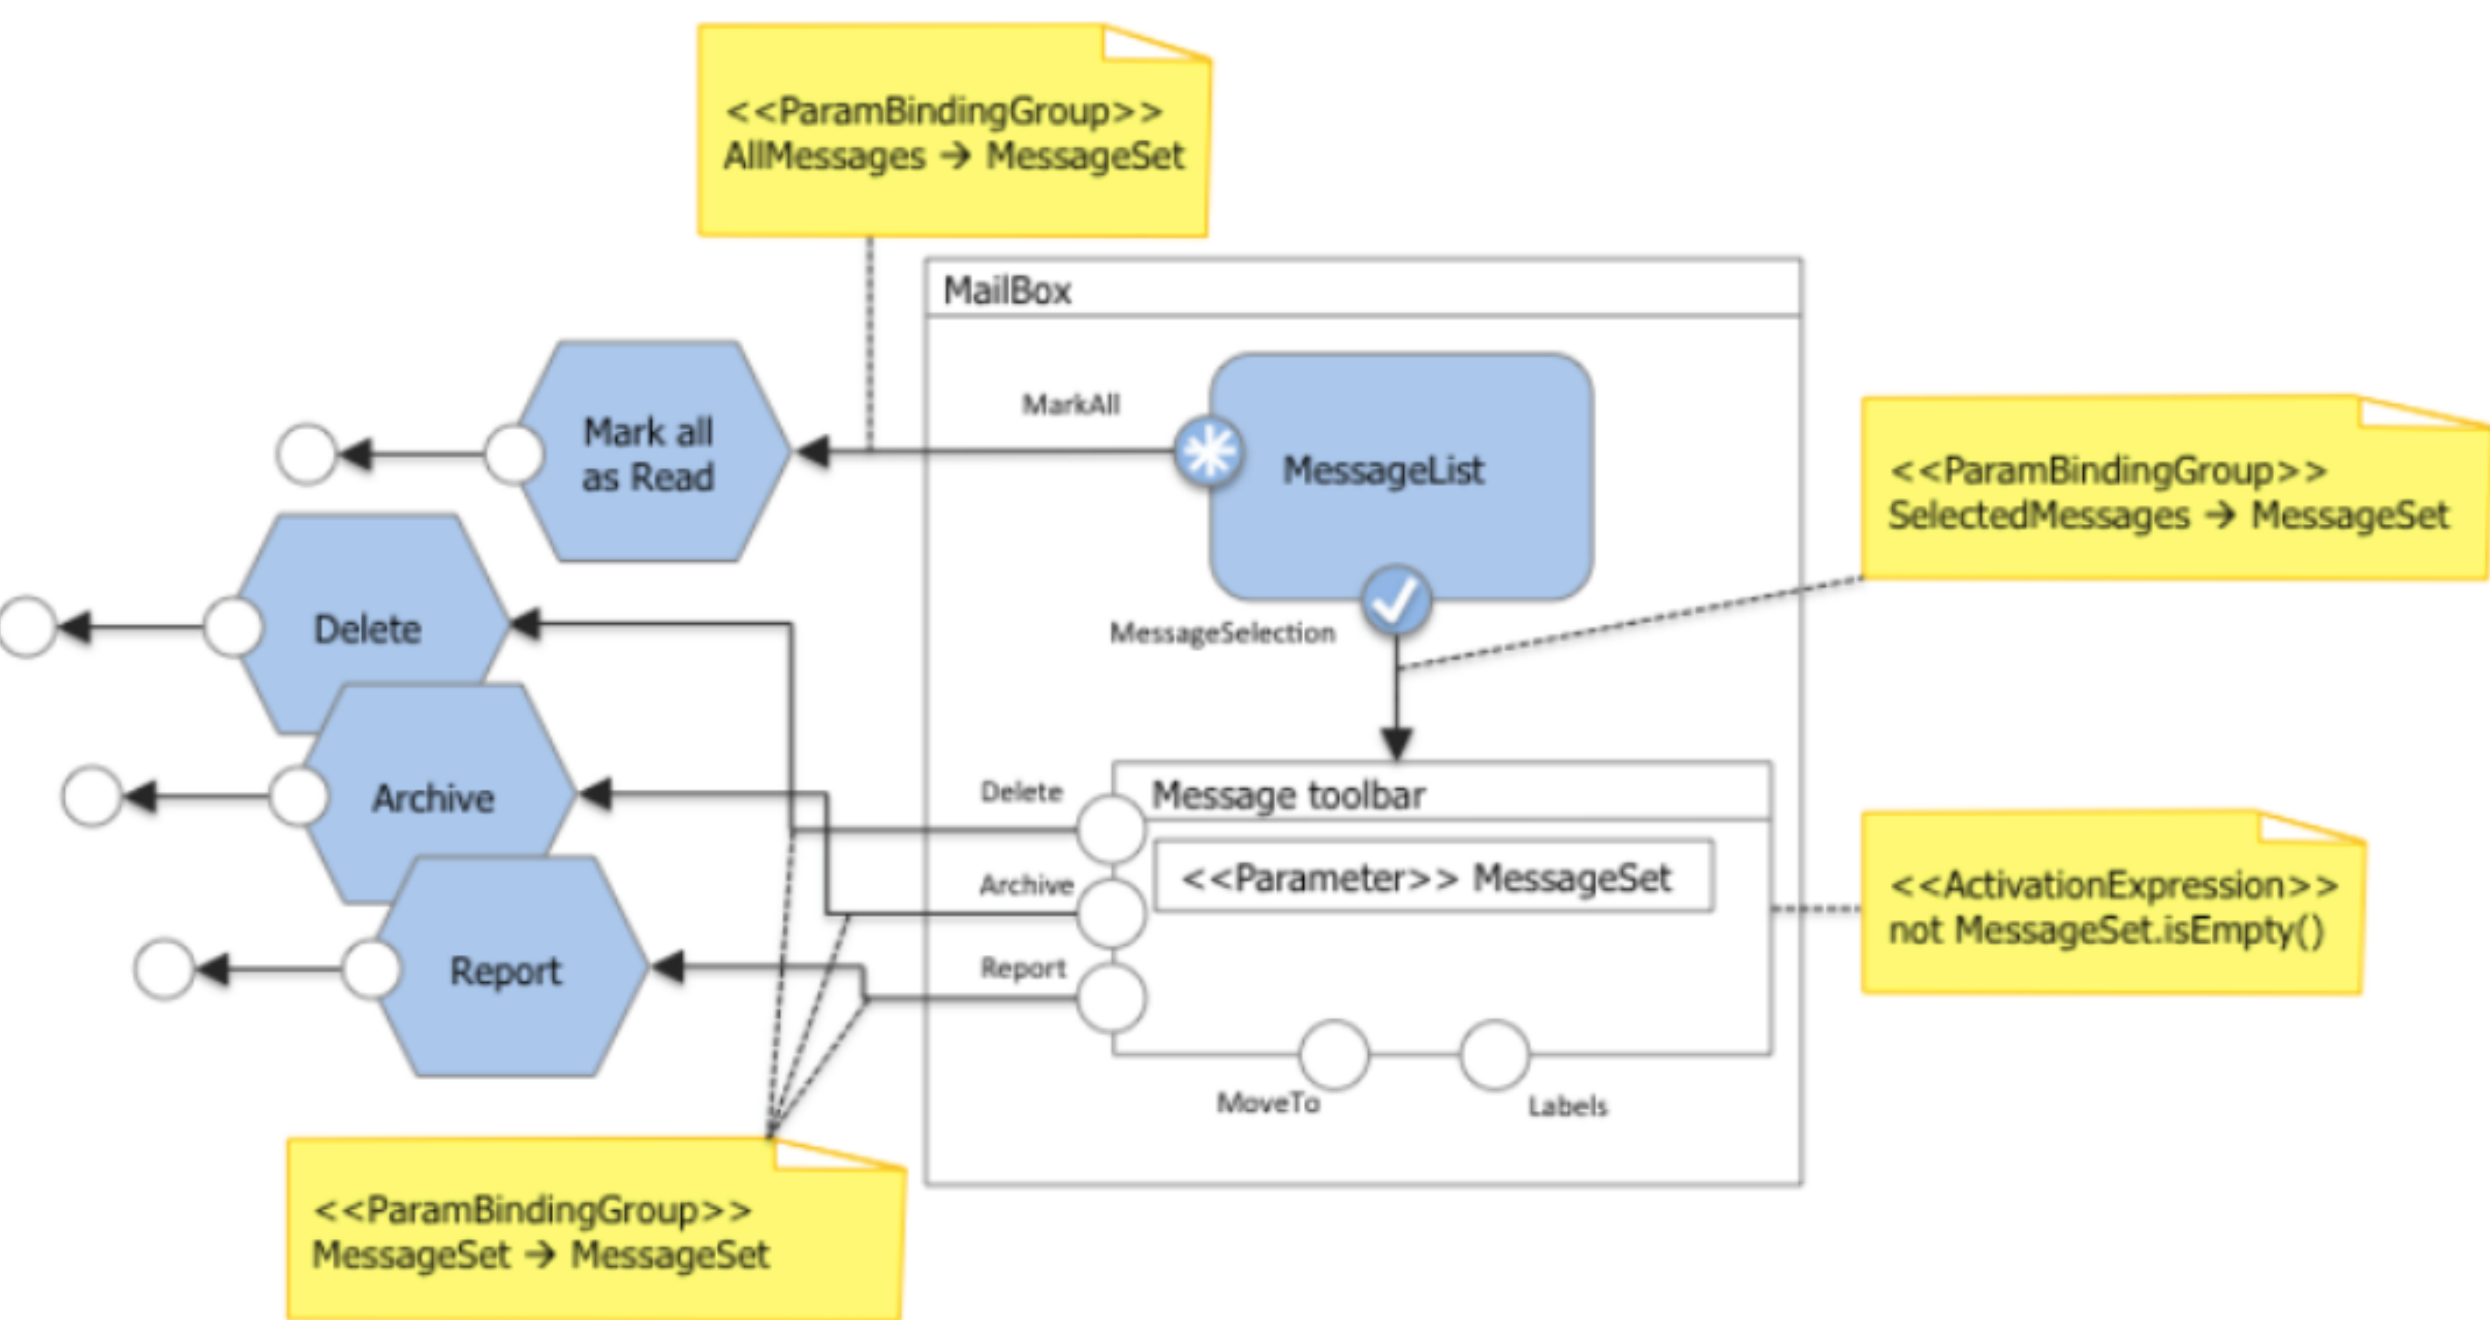 <<ParamBindingGroup>>
AllMessages → MessageSet
MailBox
MarkAll
Mark all
as Read
MessageList
<<ParamBindingGroup>>
SelectedMessages → MessageSet
Delete
MessageSelection
Delete
Message toolbar
Archive
<<Parameter>> MessageSet
Archive
<<ActivationExpression>>
not MessageSet.isEmpty()
Report
Report
MoveTo
Labels
<<ParamBindingGroup>>
MessageSet → MessageSet